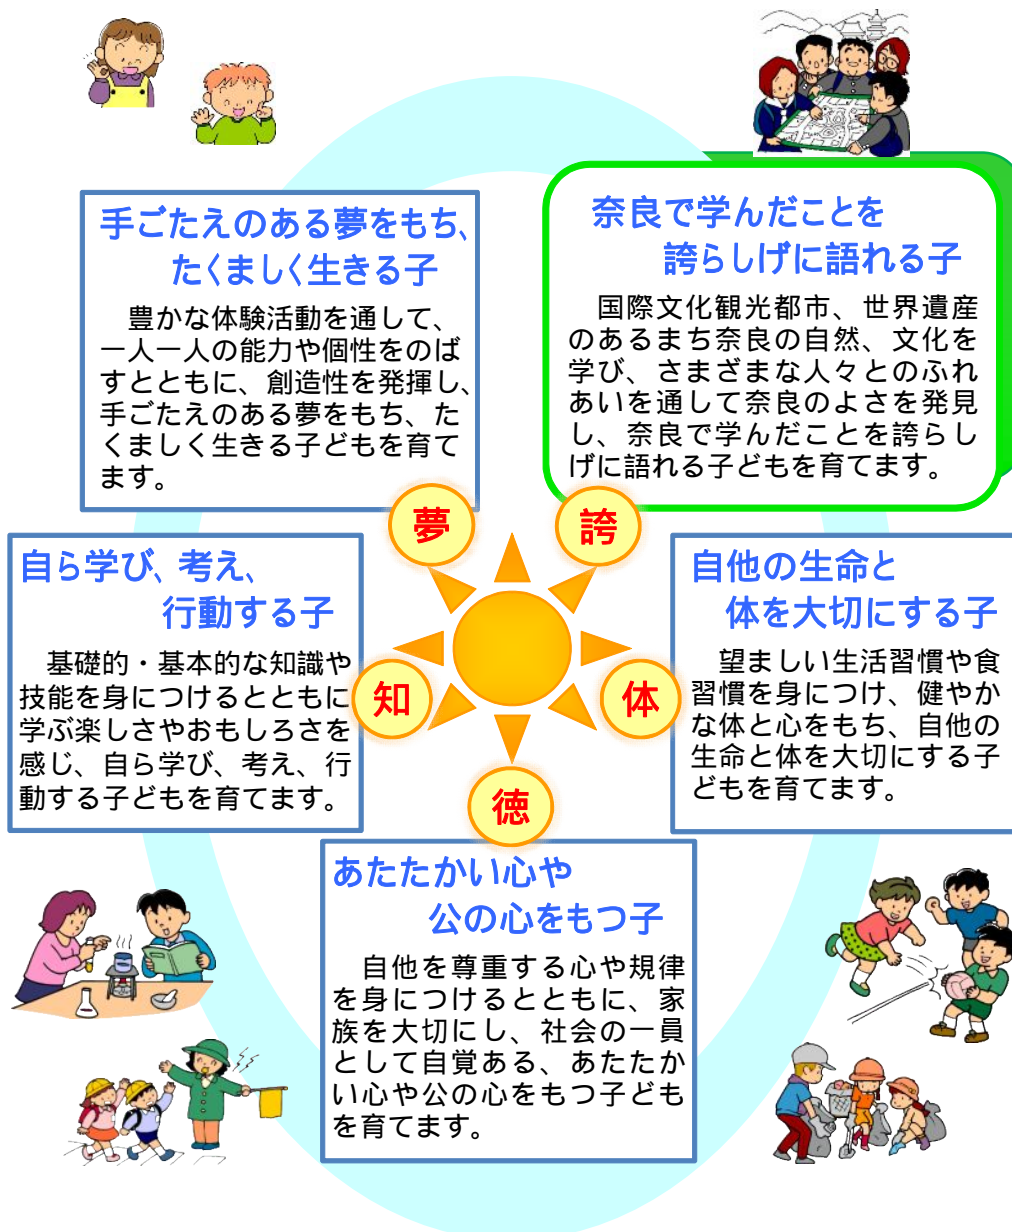 手ごたえのある夢をもち、
たくましく生きる子
豊かな体験活動を通して、
一人一人の能力や個性をのば
すとともに、創造性を発揮し、
手ごたえのある夢をもち、た
くましく生きる子どもを育て
ます。
奈良で学んだことを
誇らしげに語れる子
国際文化観光都市、世界遺産
のあるまち奈良の自然、文化を
学び、さまざまな人々とのふれ
あいを通して奈良のよさを発見
し、奈良で学んだことを誇らし
げに語れる子どもを育てます。
夢
誇
自ら学び、考え、
行動する子
基礎的・基本的な知識や
技能を身につけるとともに
学ぶ楽しさやおもしろさを
感じ、自ら学び、考え、行
動する子どもを育てます。
知
体
自他の生命と
体を大切にする子
望ましい生活習慣や食
習慣を身につけ、健やか
な体と心をもち、自他の
生命と体を大切にする子
どもを育てます。
徳
あたたかい心や
公の心をもつ子
自他を尊重する心や規律
を身につけるとともに、家
族を大切にし、社会の一員
として自覚ある、あたたか
い心や公の心をもつ子ども
を育てます。